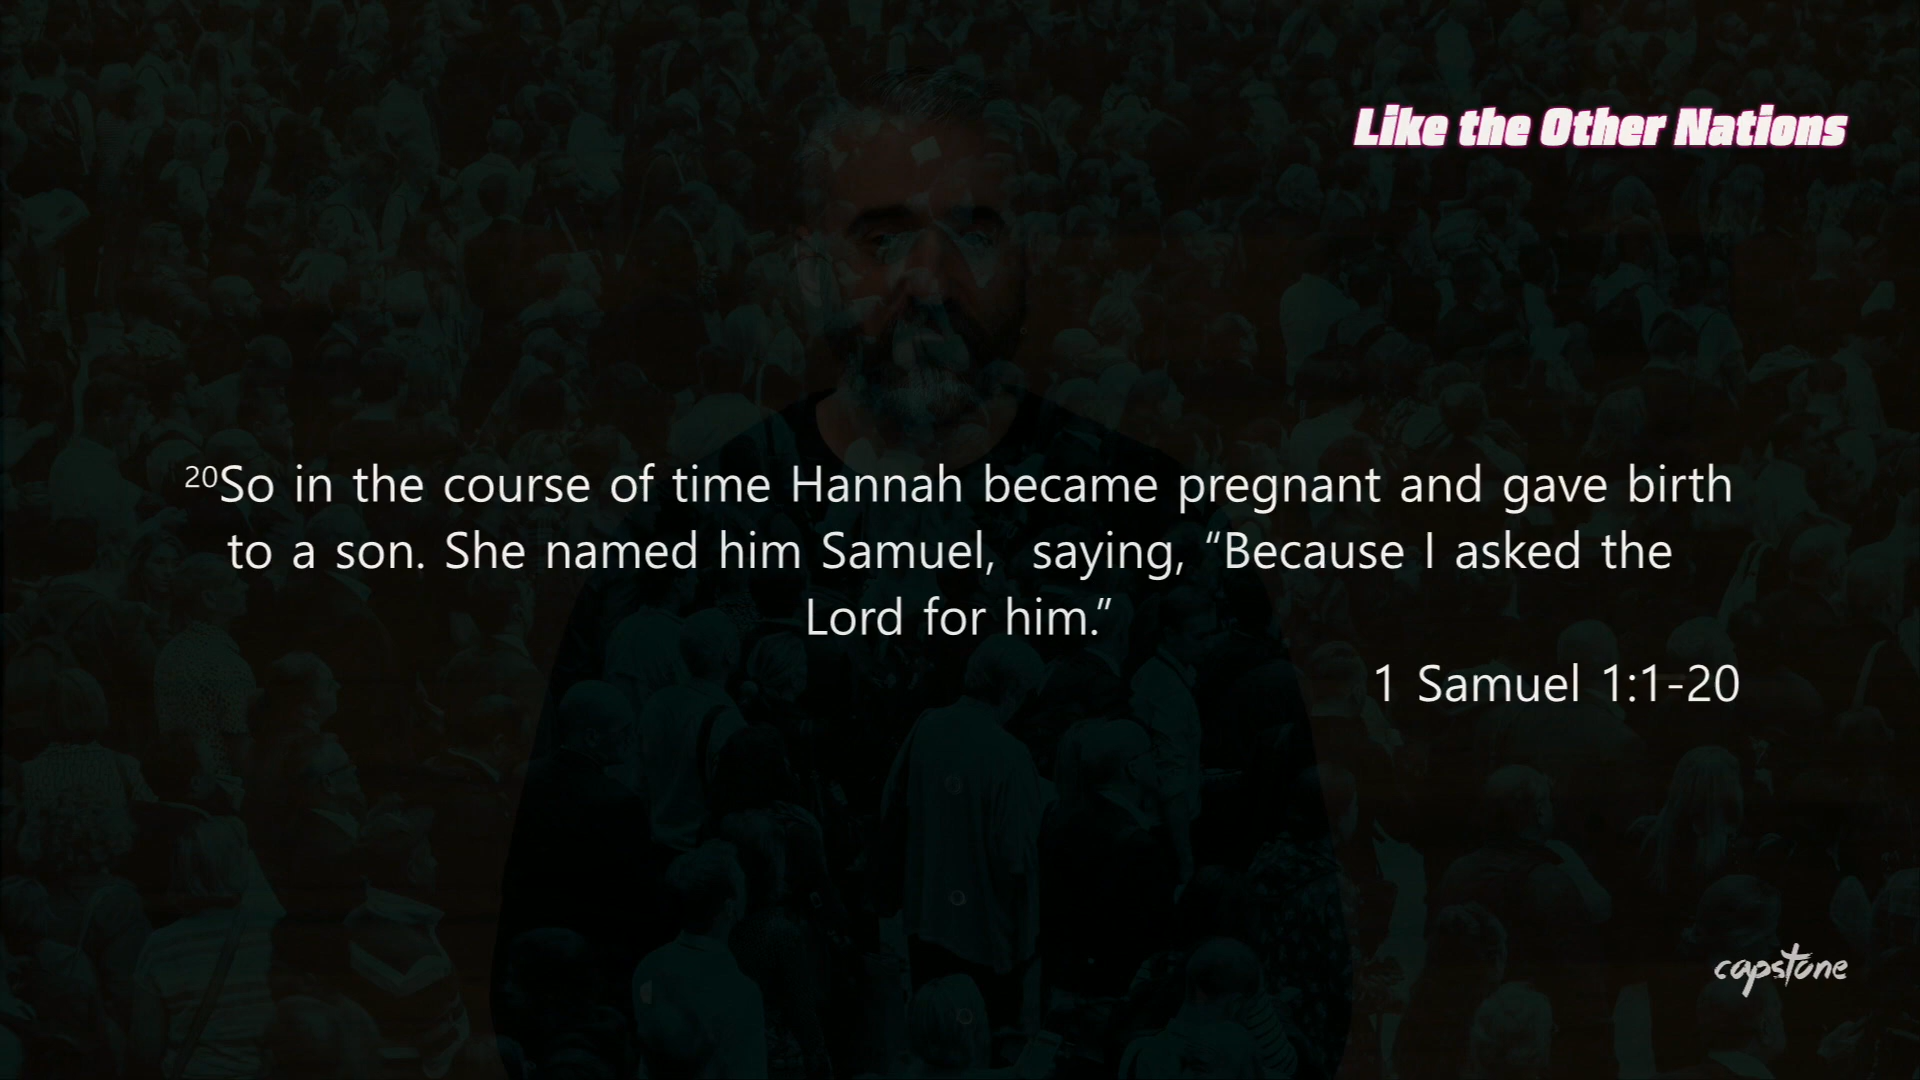 Like the Other Nations
²⁰So in the course of time Hannah became pregnant and gave birth
to a son. She named him Samuel,  saying, “Because I asked the
Lord for him.”
1 Samuel 1:1-20
capstone